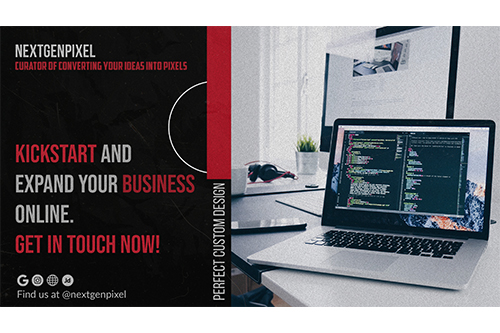 NEXTGENPIXEL
CURATOR OF CONVERTING YOUR IDEAS INTO PIXELS
KICKSTART AND
EXPAND YOUR BUSINESS
ONLINE.
GET IN TOUCH NOW!
Find us at @nextgenpixel
PERFECT CUSTOM DESIGN